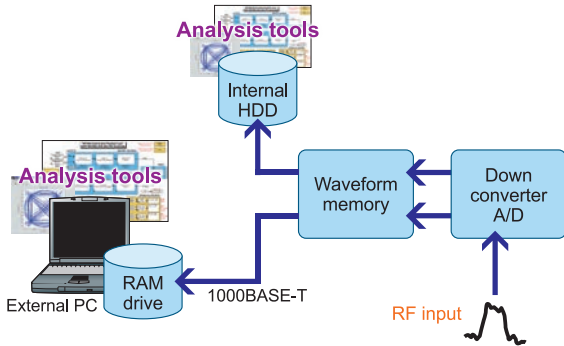 Analysis tools
Internal
HDD
Analysis tools
Waveform
memory
Down
converter
A/D
RAM
drive
External PC
1000BASE-T
RF input